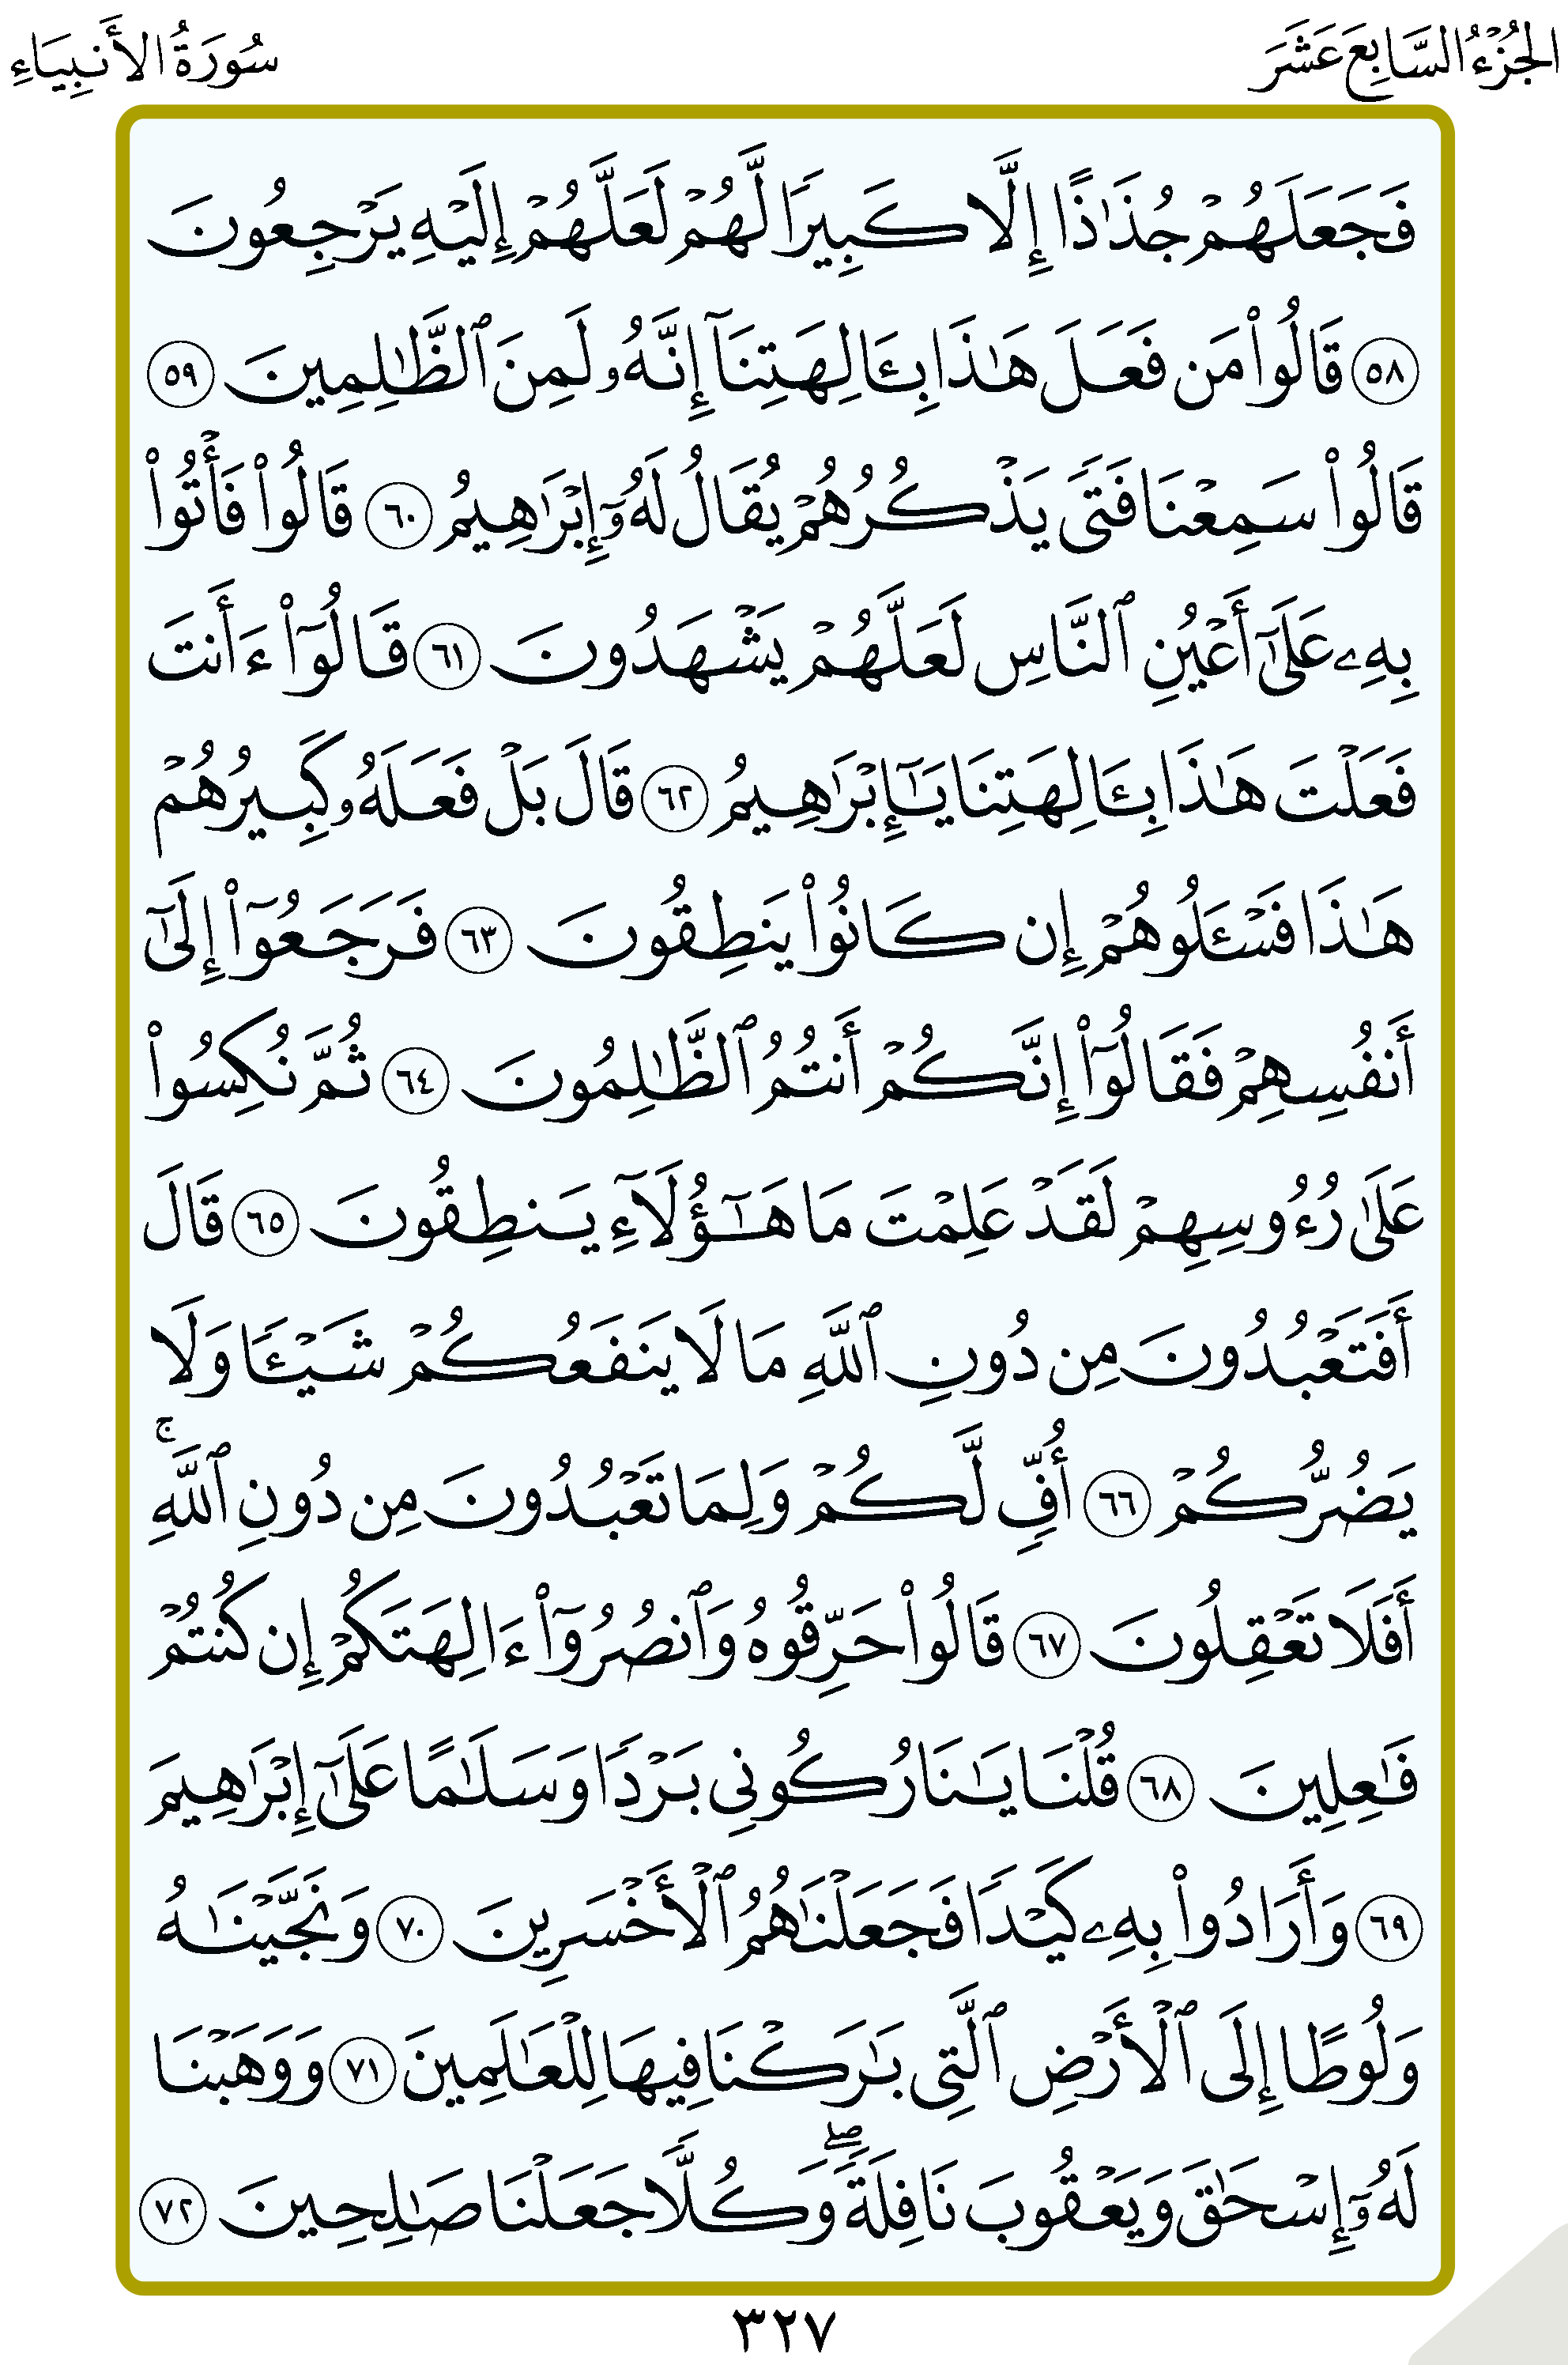 الجُزْءُ السَّابِعَ عَشَرَ
سُورَةُ الأَنبِيَاءِ
فَجَعَلَهُمْ جُذَٰذًا إِلَّا كَبِيرًا لَّهُمْ لَعَلَّهُمْ إِلَيْهِ يَرْجِعُونَ
٥٨ قَالُوا۟ مَن فَعَلَ هَـٰذَا بِـَٔالِهَتِنَآ إِنَّهُۥ لَمِنَ ٱلظَّـٰلِمِينَ ٥٩
قَالُوا۟ سَمِعْنَا فَتًى يَذْكُرُهُمْ يُقَالُ لَهُۥٓ إِبْرَٰهِيمُ ٦٠ قَالُوا۟ فَأْتُوا۟
بِهِۦ عَلَىٰٓ أَعْيُنِ ٱلنَّاسِ لَعَلَّهُمْ يَشْهَدُونَ ٦١ قَالُوٓا۟ ءَأَنتَ
فَعَلْتَ هَـٰذَا بِـَٔالِهَتِنَا يَـٰٓإِبْرَٰهِيمُ ٦٢ قَالَ بَلْ فَعَلَهُۥ كَبِيرُهُمْ
هَـٰذَا فَسْـَٔلُوهُمْ إِن كَانُوا۟ يَنطِقُونَ ٦٣ فَرَجَعُوٓا۟ إِلَىٰٓ
أَنفُسِهِمْ فَقَالُوٓا۟ إِنَّكُمْ أَنتُمُ ٱلظَّـٰلِمُونَ ٦٤ ثُمَّ نُكِسُوا۟
عَلَىٰ رُءُوسِهِمْ لَقَدْ عَلِمْتَ مَا هَـٰٓؤُلَآءِ يَنطِقُونَ ٦٥ قَالَ
أَفَتَعْبُدُونَ مِن دُونِ ٱللَّهِ مَا لَا يَنفَعُكُمْ شَيْـًٔا وَلَا
يَضُرُّكُمْ ٦٦ أُفٍّ لَّكُمْ وَلِمَا تَعْبُدُونَ مِن دُونِ ٱللَّهِ ۚ
أَفَلَا تَعْقِلُونَ ٦٧ قَالُوا۟ حَرِّقُوهُ وَٱنصُرُوٓا۟ ءَالِهَتَكُمْ إِن كُنتُمْ
فَـٰعِلِينَ ٦٨ قُلْنَا يَـٰنَارُ كُونِى بَرْدًا وَسَلَـٰمًا عَلَىٰٓ إِبْرَٰهِيمَ
٦٩ وَأَرَادُوا۟ بِهِۦ كَيْدًا فَجَعَلْنَـٰهُمُ ٱلْأَخْسَرِينَ ٧٠ وَنَجَّيْنَـٰهُ
وَلُوطًا إِلَى ٱلْأَرْضِ ٱلَّتِى بَـٰرَكْنَا فِيهَا لِلْعَـٰلَمِينَ ٧١ وَوَهَبْنَا
لَهُۥٓ إِسْحَـٰقَ وَيَعْقُوبَ نَافِلَةً ۖ وَكُلًّا جَعَلْنَا صَـٰلِحِينَ ٧٢
٣٢٧